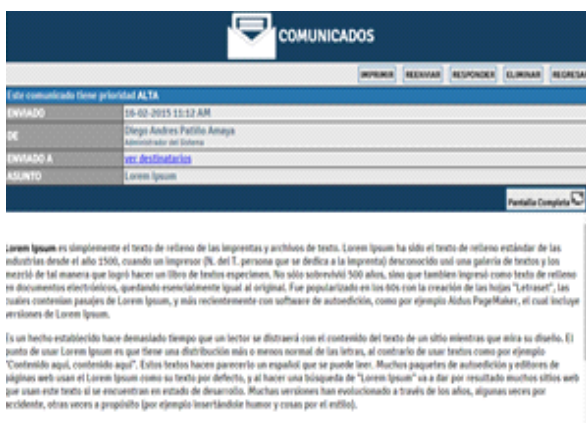 COMUNICADOS
IMPRIMIR REENVIAR RESPONDER ELIMINAR REGRESAR
Este comunicado tiene prioridad ALTA
ENVIADO 16-02-2015 11:12 AM
DE Diego Andres Patiño Amaya
Administrador del Sistema
ENVIADO A ver destinatarios
ASUNTO Lorem Ipsum
Pantalla Completa
Lorem Ipsum es simplemente el texto de relleno de las imprentas y archivos de texto. Lorem Ipsum ha sido el texto de relleno estándar de las
industrias desde el año 1500, cuando un impresor (N. del T. persona que se dedica a la imprenta) desconocido usó una galería de textos y los
mezcló de tal manera que logró hacer un libro de textos especimen. No sólo sobrevivió 500 años, sino que tambien ingresó como texto de relleno
en documentos electrónicos, quedando esencialmente igual al original. Fue popularizado en los 60s con la creación de las hojas "Letraset", las
cuales contenian pasajes de Lorem Ipsum, y más recientemente con software de autoedición, como por ejemplo Aldus PageMaker, el cual incluye
versiones de Lorem Ipsum.
Es un hecho establecido hace demasiado tiempo que un lector se distraerá con el contenido del texto de un sitio mientras que mira su diseño. El
punto de usar Lorem Ipsum es que tiene una distribución más o menos normal de las letras, al contrario de usar textos como por ejemplo
"Contenido aquí, contenido aquí". Estos textos hacen parecerlo un español que se puede leer. Muchos paquetes de autoedición y editores de
páginas web usan el Lorem Ipsum como su texto por defecto, y al hacer una búsqueda de "Lorem Ipsum" va a dar por resultado muchos sitios web
que usan este texto si se encuentran en estado de desarrollo. Muchas versiones han evolucionado a través de los años, algunas veces por
accidente, otras veces a propósito (por ejemplo insertándole humor y cosas por el estilo).